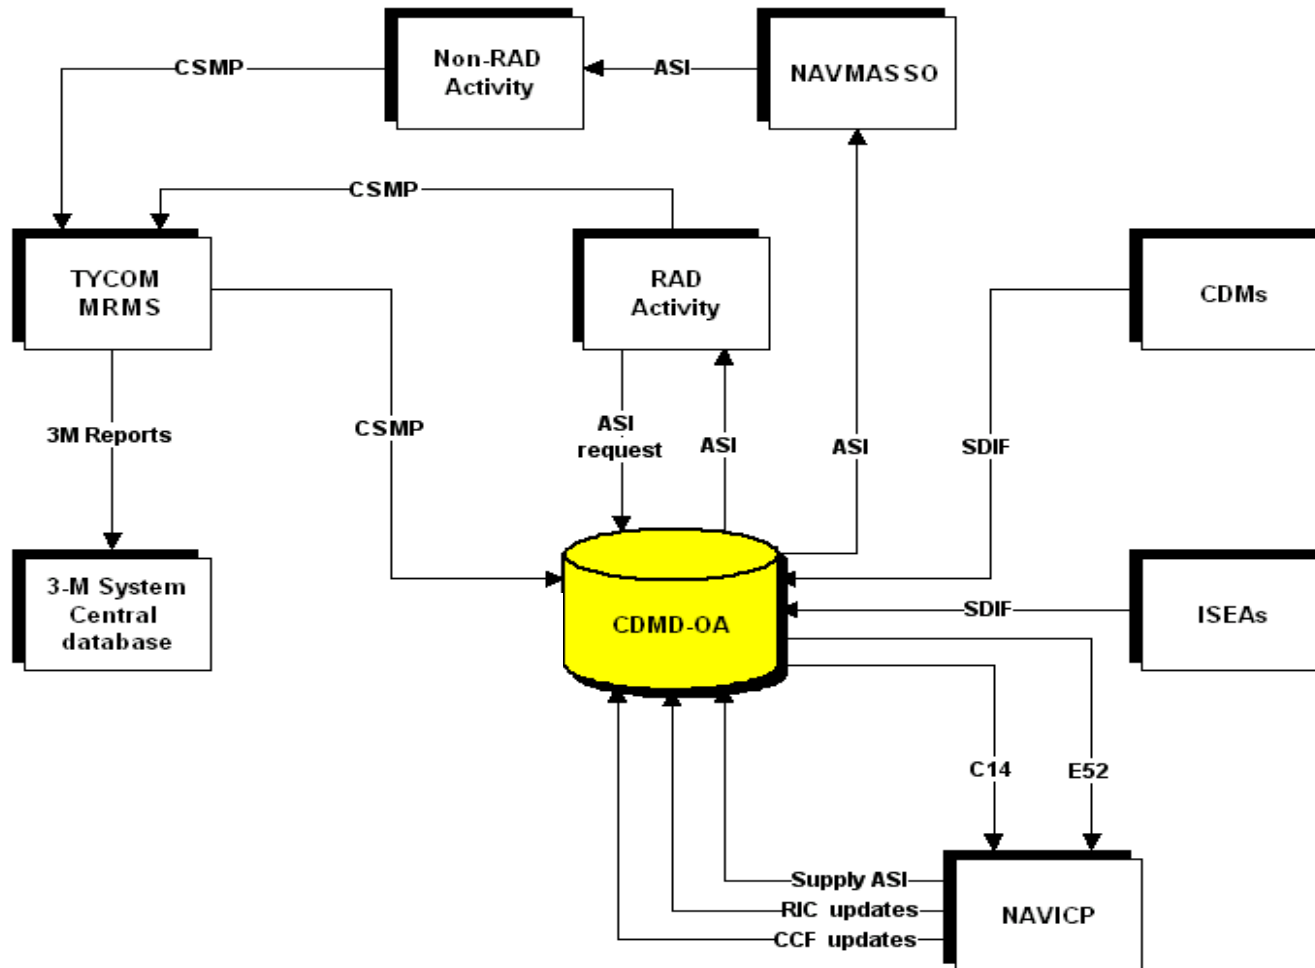 Non-RAD
Activity
NAVMASSO
CSMP
ASI
CSMP
TYCOM
MRMS
RAD
Activity
CDMs
3M Reports
CSMP
ASI
request
ASI
ASI
SDIF
3-M System
Central
database
CDMD-OA
SDIF
ISEAs
C14
E52
Supply ASI
RIC updates
CCF updates
NAVICP